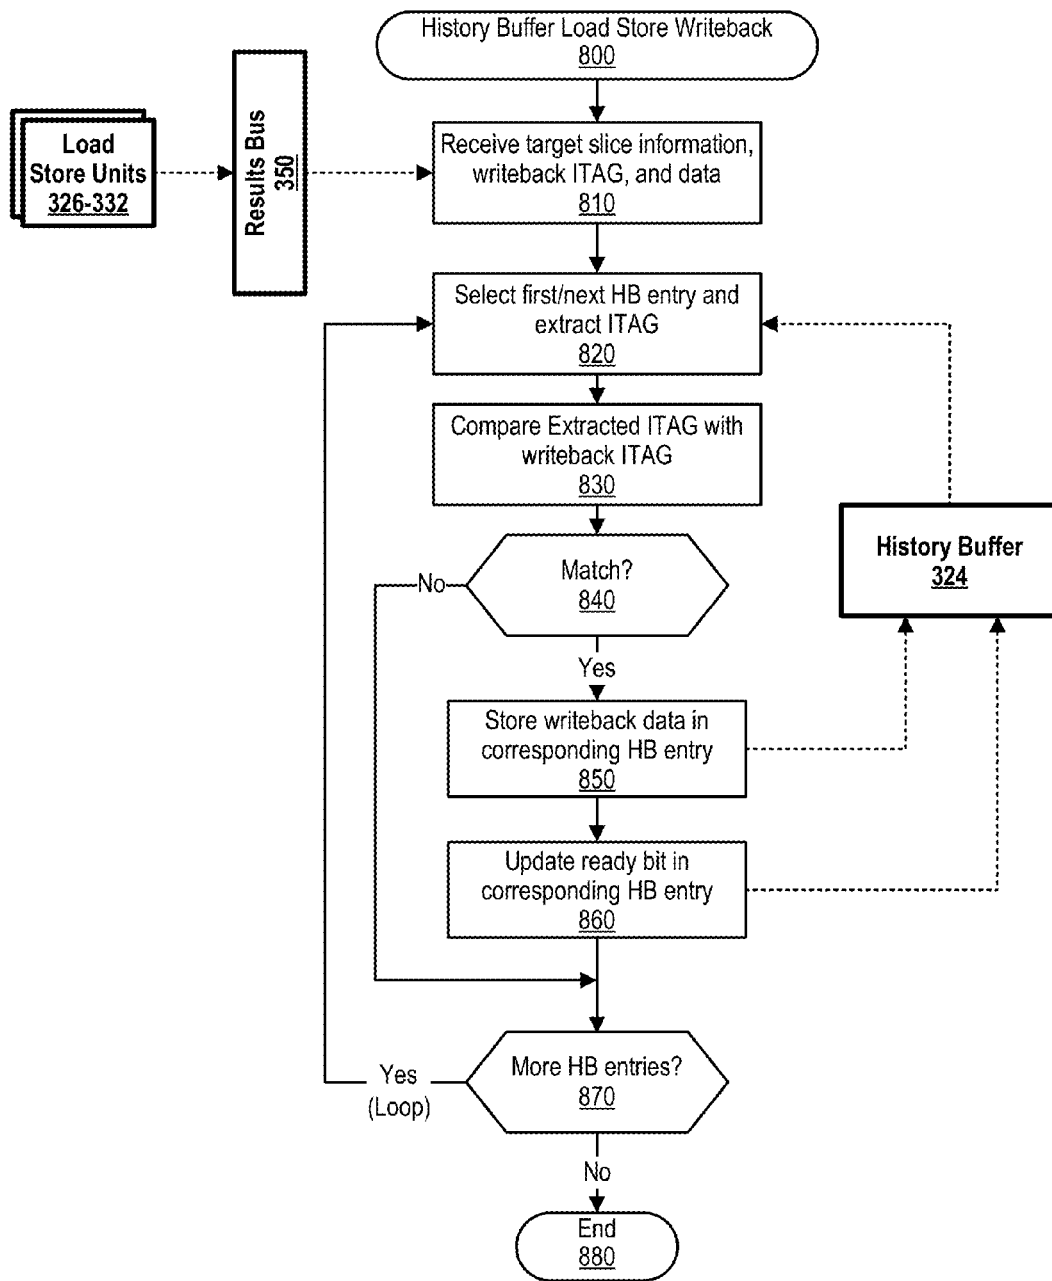 History Buffer Load Store Writeback
800
Load
Store Units
326-332
Results Bus
350
Receive target slice information,
writeback ITAG, and data
810
Select first/next HB entry and
extract ITAG
820
Compare Extracted ITAG with
writeback ITAG
830
Match?
840
No
Yes
History Buffer
324
Store writeback data in
corresponding HB entry
850
Update ready bit in
corresponding HB entry
860
More HB entries?
870
Yes
(Loop)
No
End
880